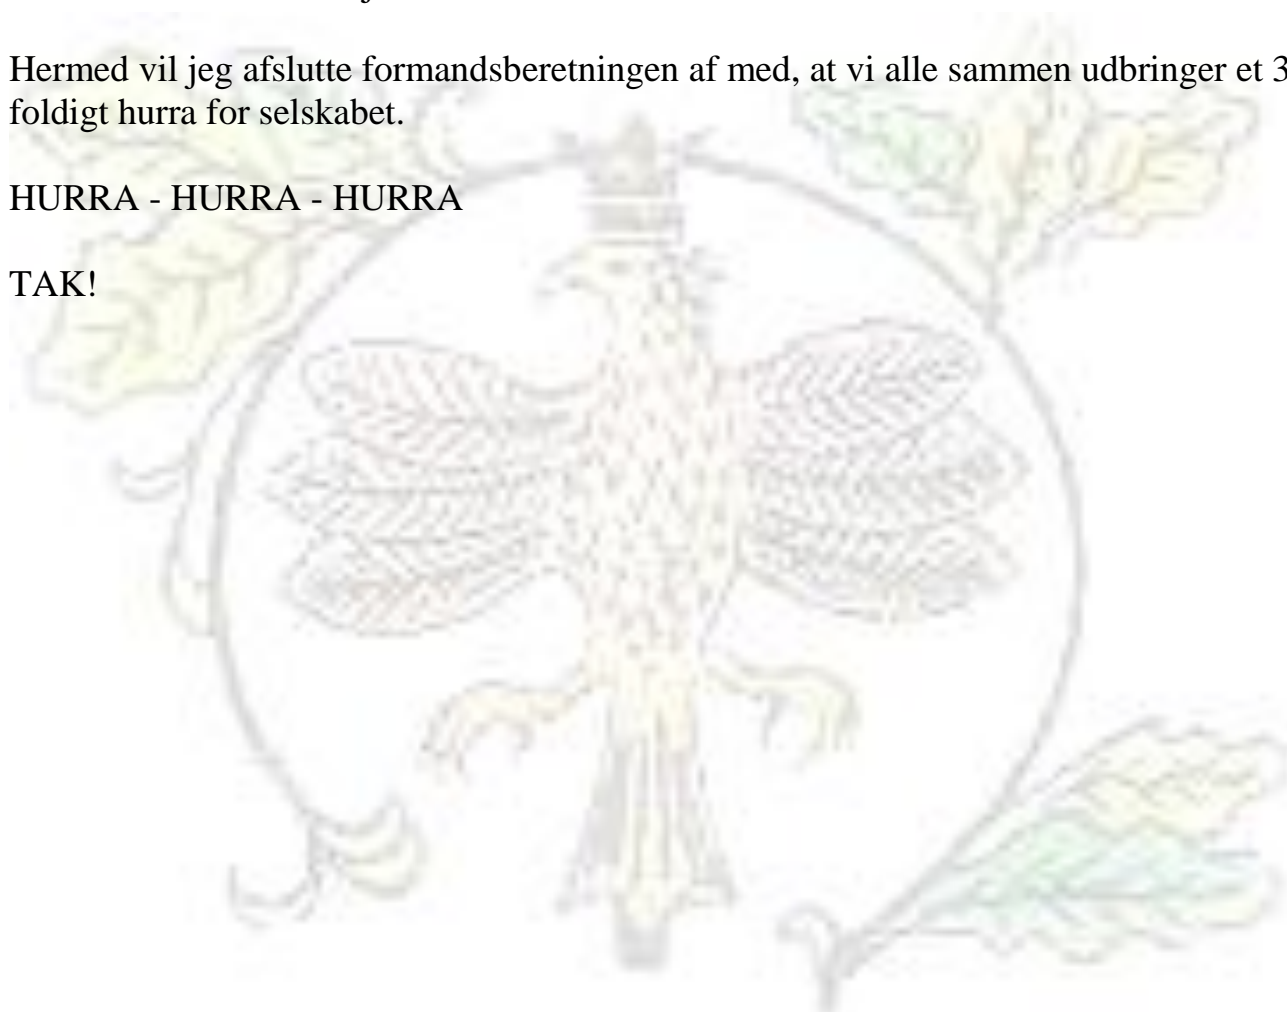 Hermed vil jeg afslutte formandsberetningen af med, at vi alle sammen udbringer et 3
foldigt hurra for selskabet.
HURRA - HURRA - HURRA
TAK!